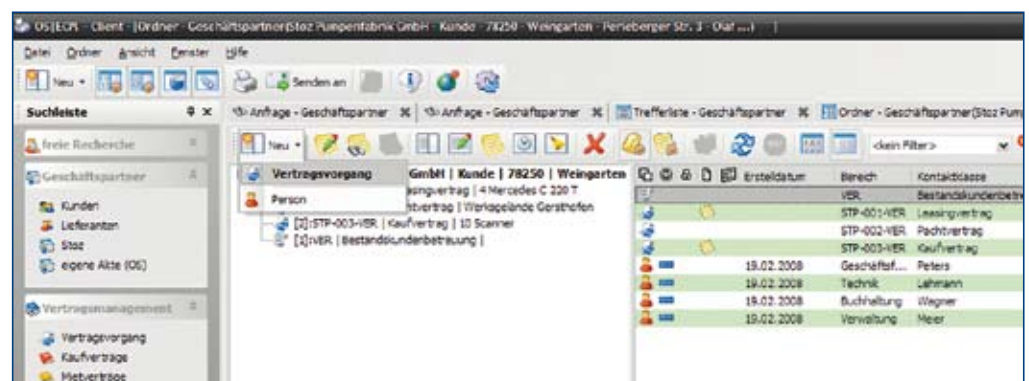 OS|ECM - Client - [Ordner - Geschäftspartner(Stoz Pumpenfabrik GmbH - Kunde - 78250 - Weingarten - Str. 3 - Olaf ...)
Datei Ordner Ansicht Fenster Hilfe
Neu Senden an
Suchleiste
Anfrage - Geschäftspartner Anfrage - Geschäftspartner Trefferliste - Geschäftspartner Ordner - Geschäftspartner(Stoz Pum
freie Recherche
Neu <kein Filter>
Geschäftspartner
Kunden
Lieferanten
Stoz
eigene Akte (OS)
Vertragsmanagement
Vertragsvorgang
Kaufverträge
Mietverträge
Vertragsvorgang
Person
GmbH | Kunde | 78250 | Weingarten
singvertrag | 4 Mercedes C 220 T
htvertrag | Werksgelände Gersthofen
[2]:STP-003-VER | Kaufvertrag | 10 Scanner
[1]:VER | Bestandskundenbetreuung |
Erstelldatum Bereich Kontaktklasse
VER Bestandskundenbetre
STP-001-VER Leasingvertrag
STP-002-VER Pachtvertrag
STP-003-VER Kaufvertrag
19.02.2008 Geschäftsf... Peters
19.02.2008 Technik Lehmann
19.02.2008 Buchhaltung Wagner
19.02.2008 Verwaltung Meier